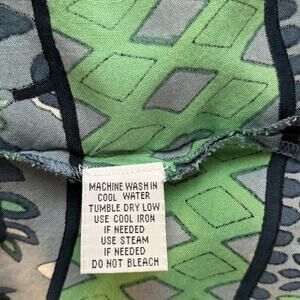 MACHINE WASH IN
COOL WATER
TUMBLE DRY LOW
USE COOL IRON
IF NEEDED
USE STEAM
IF NEEDED
DO NOT BLEACH